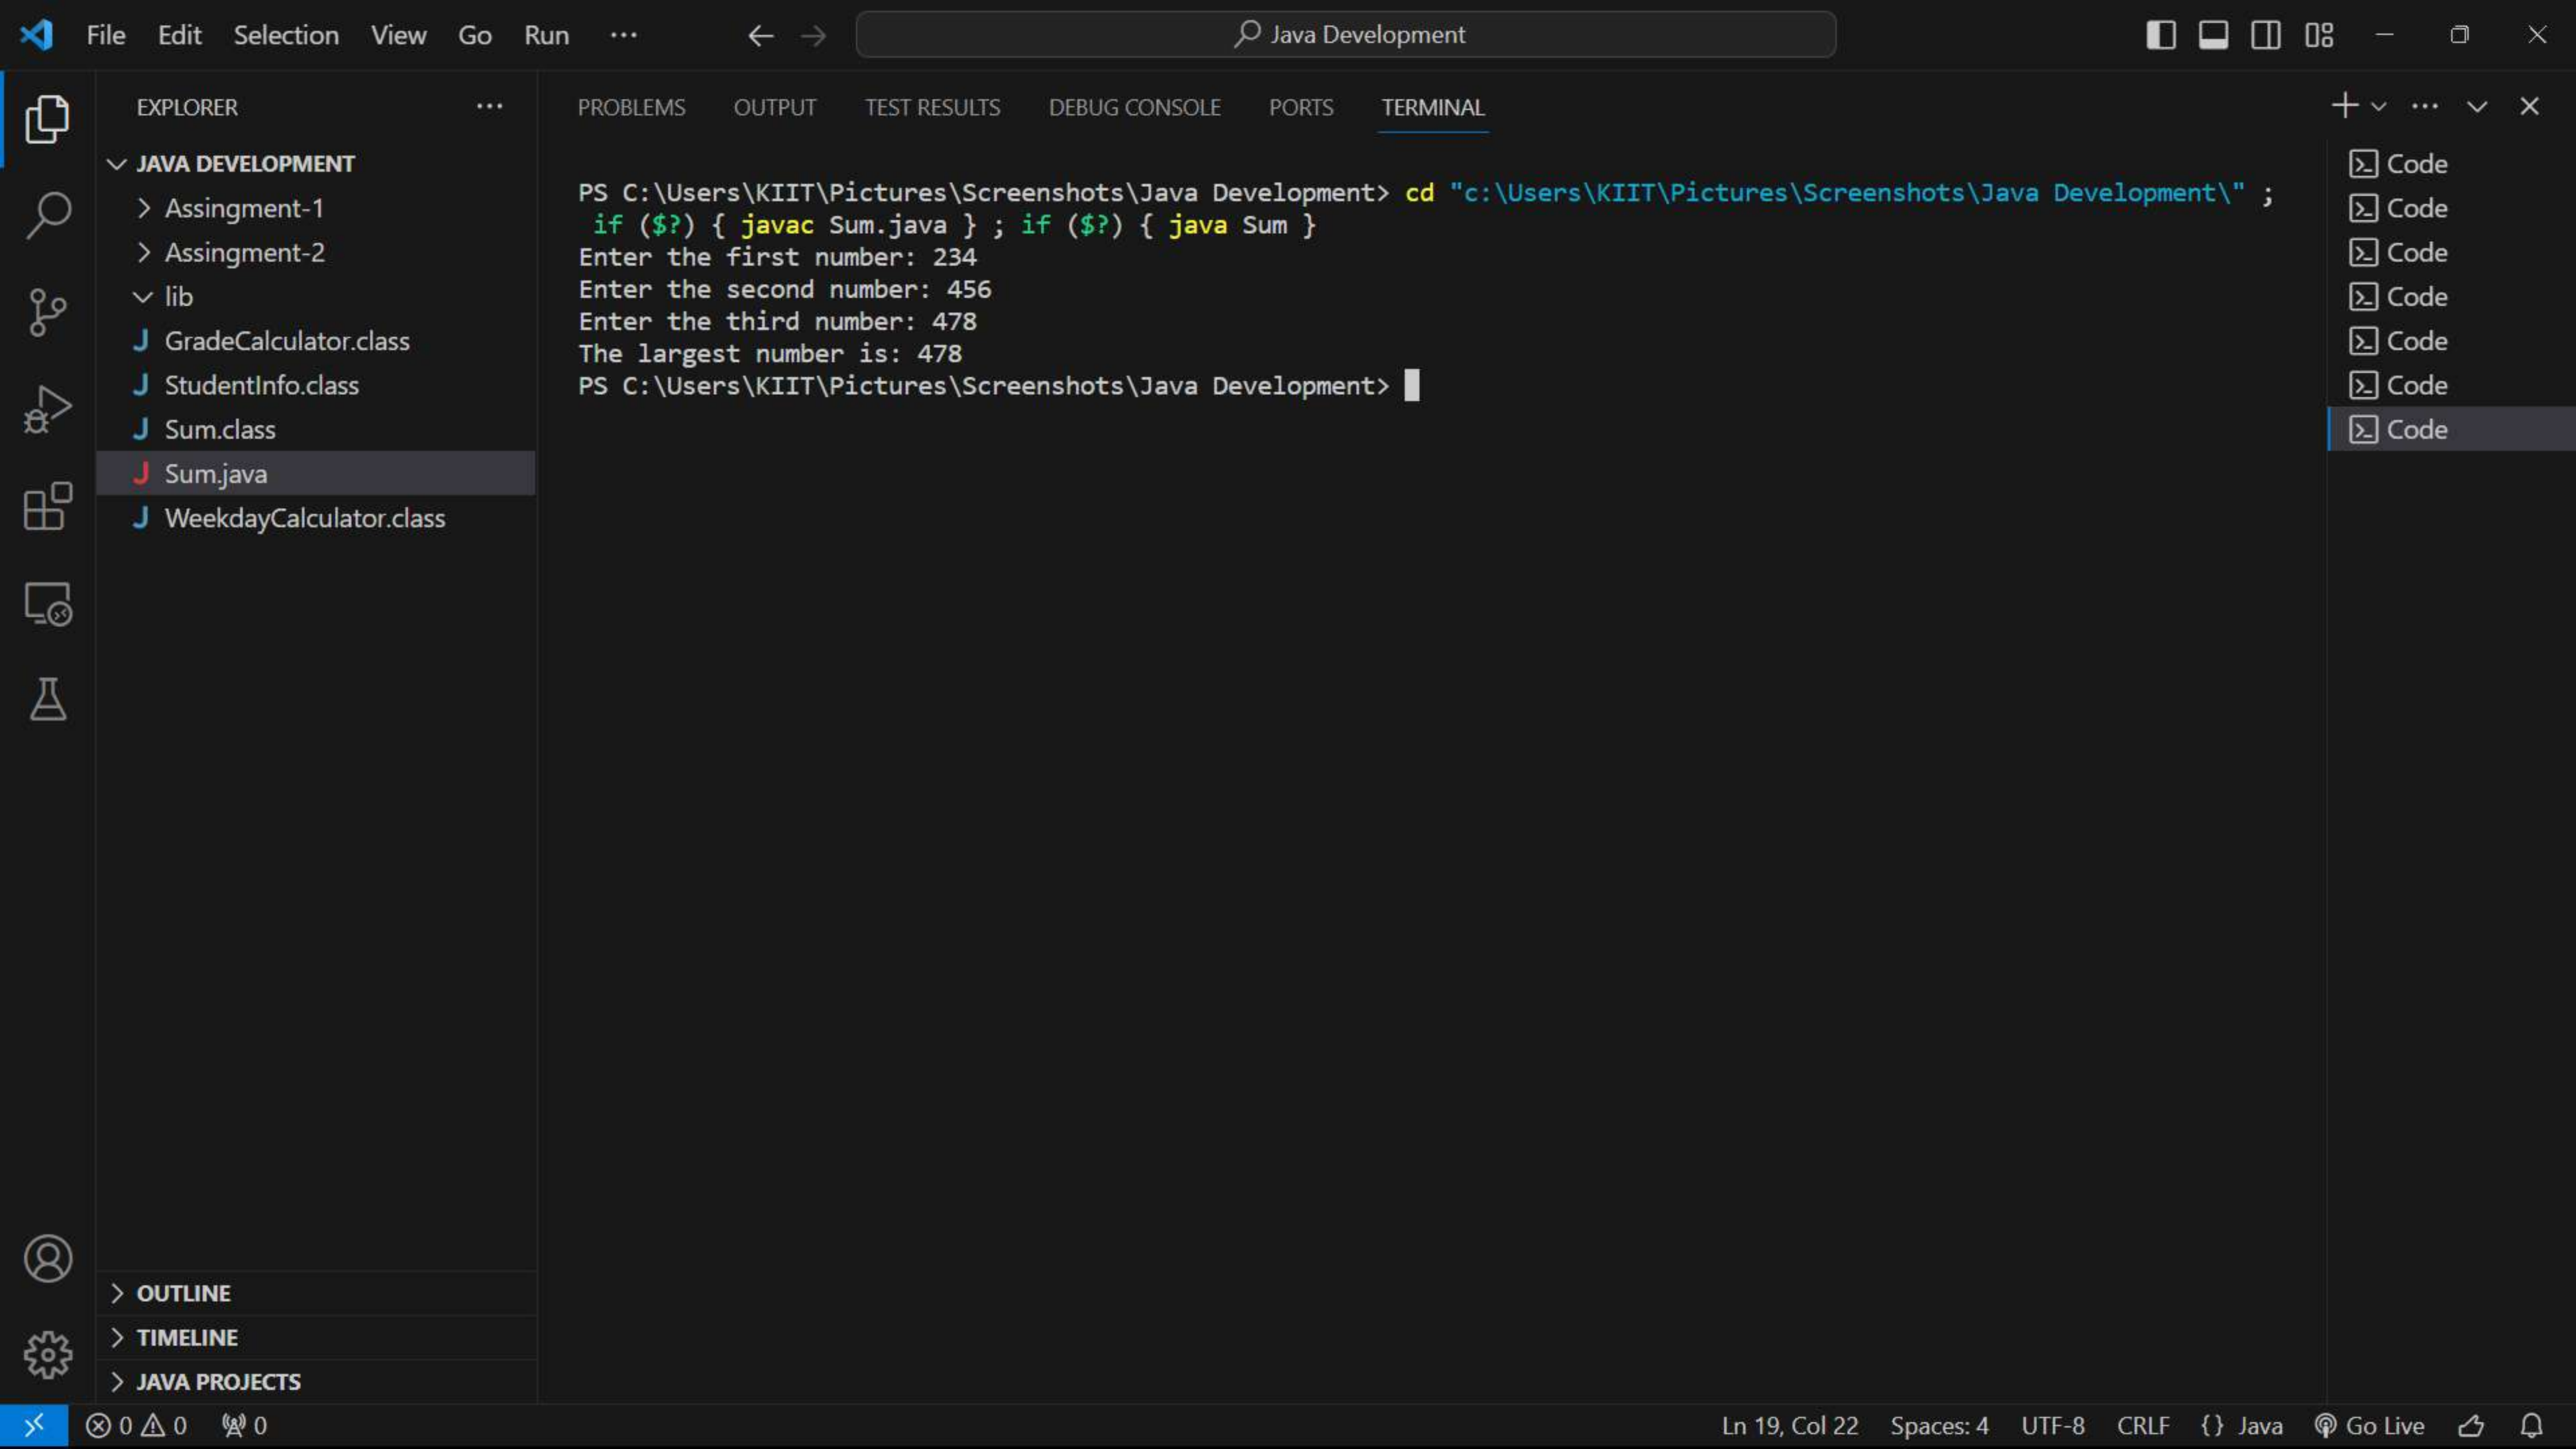 File Edit Selection View Go Run ...
Java Development
EXPLORER ...
JAVA DEVELOPMENT
Assingment-1
Assingment-2
lib
GradeCalculator.class
StudentInfo.class
Sum.class
Sum.java
WeekdayCalculator.class
OUTLINE
TIMELINE
JAVA PROJECTS
PROBLEMS OUTPUT TEST RESULTS DEBUG CONSOLE PORTS TERMINAL
PS C:\Users\KIIT\Pictures\Screenshots\Java Development> cd "c:\Users\KIIT\Pictures\Screenshots\Java Development\" ;
if ($?) { javac Sum.java } ; if ($?) { java Sum }
Enter the first number: 234
Enter the second number: 456
Enter the third number: 478
The largest number is: 478
PS C:\Users\KIIT\Pictures\Screenshots\Java Development>
Code
Code
Code
Code
Code
Code
Code
0 0 0
Ln 19, Col 22 Spaces: 4 UTF-8 CRLF {} Java Go Live